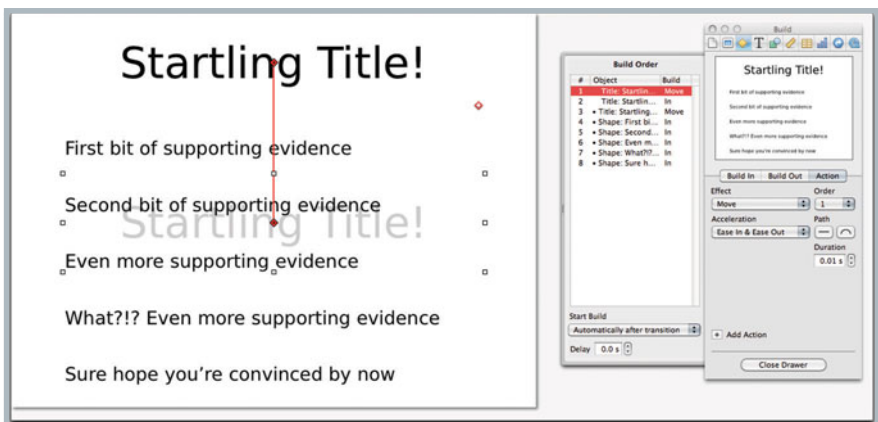 Startling Title!
First bit of supporting evidence
Second bit of supporting evidence
Startling Title!
Even more supporting evidence
What?!? Even more supporting evidence
Sure hope you're convinced by now
Build Order
# Object Build
1 Title: Startlin... Move
2 Title: Startlin... In
3 • Title: Startling... Move
4 • Shape: First bi... In
5 • Shape: Second... In
6 • Shape: Even m... In
7 • Shape: What?!?... In
8 • Shape: Sure h... In
Start Build
Automatically after transition
Delay 0.0 s
Build
Startling Title!
First bit of supporting evidence
Second bit of supporting evidence
Even more supporting evidence
What?!? Even more supporting evidence
Sure hope you're convinced by now
Build In Build Out Action
Effect Order
Move 1
Acceleration Path
Ease In & Ease Out
Duration
0.01 s
+ Add Action
Close Drawer